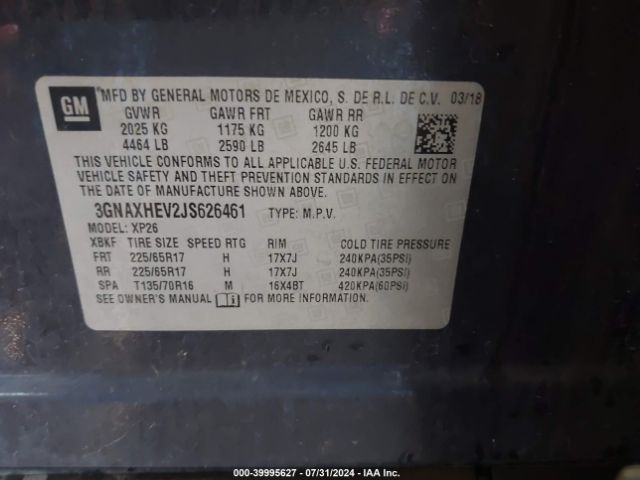 GM
MFD BY GENERAL MOTORS DE MEXICO, S. DE R.L. DE C.V. 03/18
GVWR GAWR FRT GAWR RR
2025 KG 1175 KG 1200 KG
4464 LB 2590 LB 2645 LB
THIS VEHICLE CONFORMS TO ALL APPLICABLE U.S. FEDERAL MOTOR
VEHICLE SAFETY AND THEFT PREVENTION STANDARDS IN EFFECT ON
THE DATE OF MANUFACTURE SHOWN ABOVE.
3GNAXHEV2JS626461 TYPE: M.P.V.
MODEL: XP26
XBKF TIRE SIZE SPEED RTG RIM COLD TIRE PRESSURE
FRT 225/65R17 H 17X7J 240KPA(35PSI)
RR 225/65R17 H 17X7J 240KPA(35PSI)
SPA T135/70R16 M 16X4BT 420KPA(60PSI)
SEE OWNER'S MANUAL FOR MORE INFORMATION.
000-39995627 - 07/31/2024 - IAA Inc.